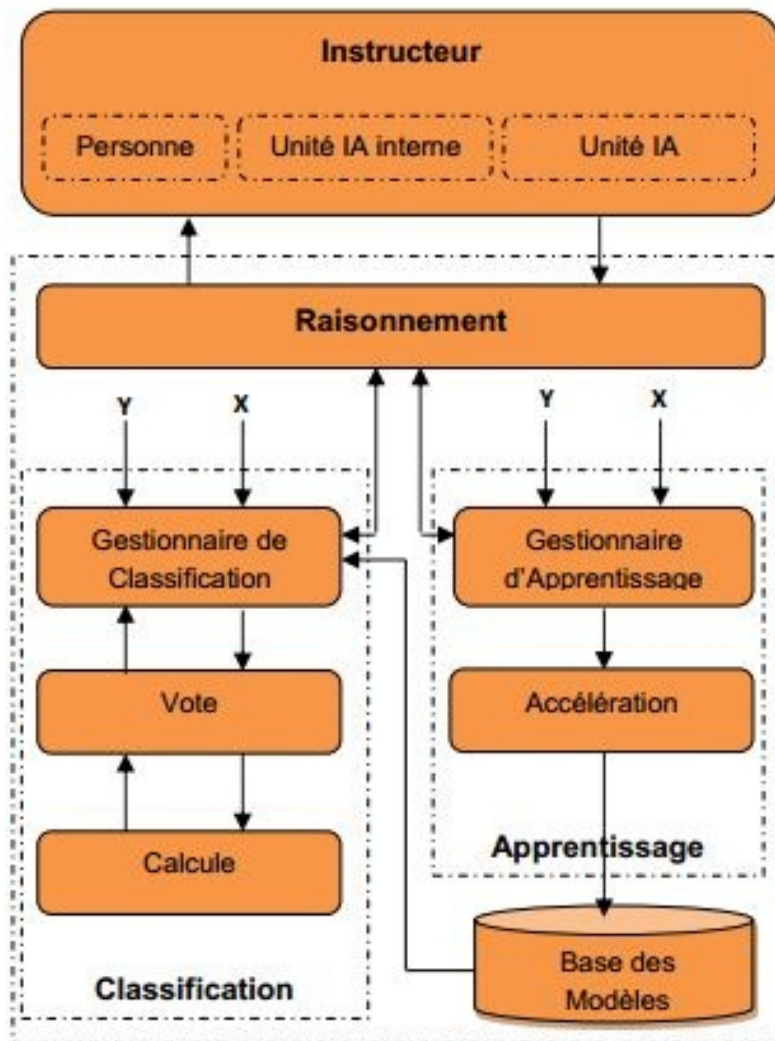 Instructeur
Personne
Unité IA interne
Unité IA
Raisonnement
Y
X
Y
X
Gestionnaire de
Classification
Gestionnaire
d'Apprentissage
Vote
Accélération
Calcule
Apprentissage
Classification
Base des
Modèles